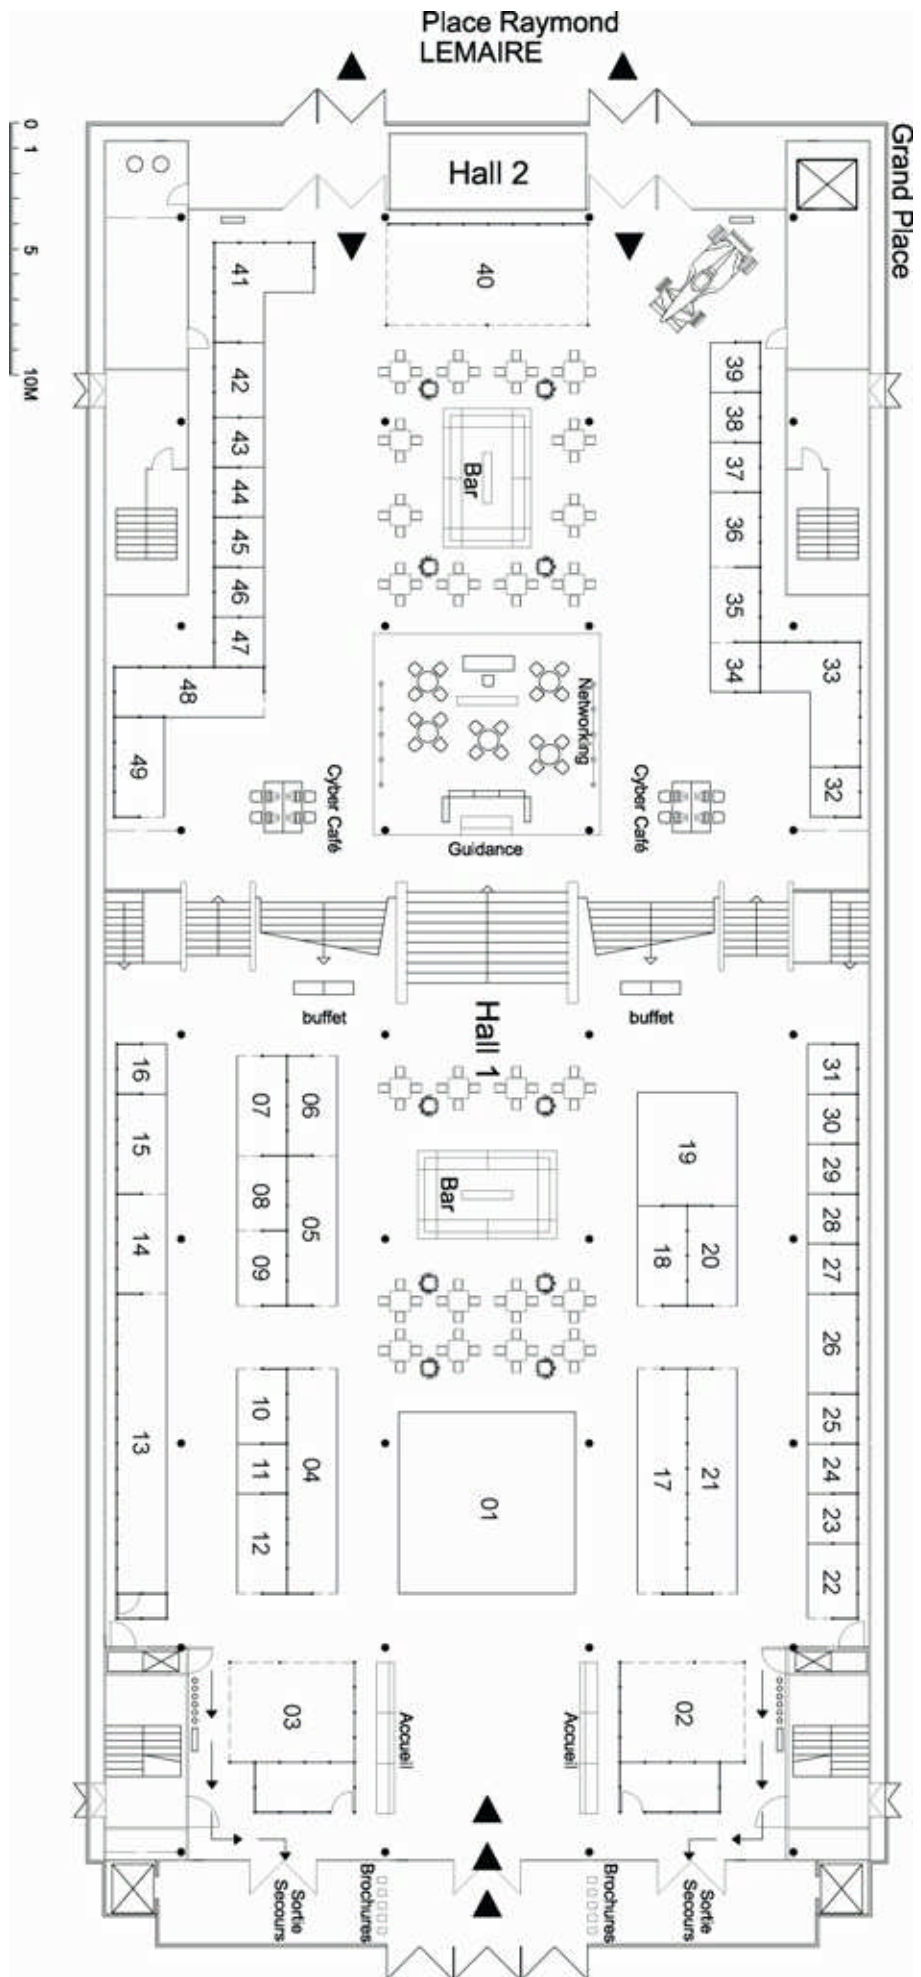 Place Raymond
LEMAIRE
Grand Place
0
1
5
10M
Hall 2
40
41
42
43
44
45
46
47
48
49
39
38
37
36
35
34
33
32
Bar
Networking
Cyber Café
Cyber Café
Guidance
buffet
buffet
Hall 1
16
15
14
13
07
06
08
05
09
10
11
12
04
Bar
19
18
20
17
21
01
31
30
29
28
27
26
25
24
23
22
03
02
Accueil
Accueil
Brochures
Brochures
Sortie
Secours
Sortie
Secours